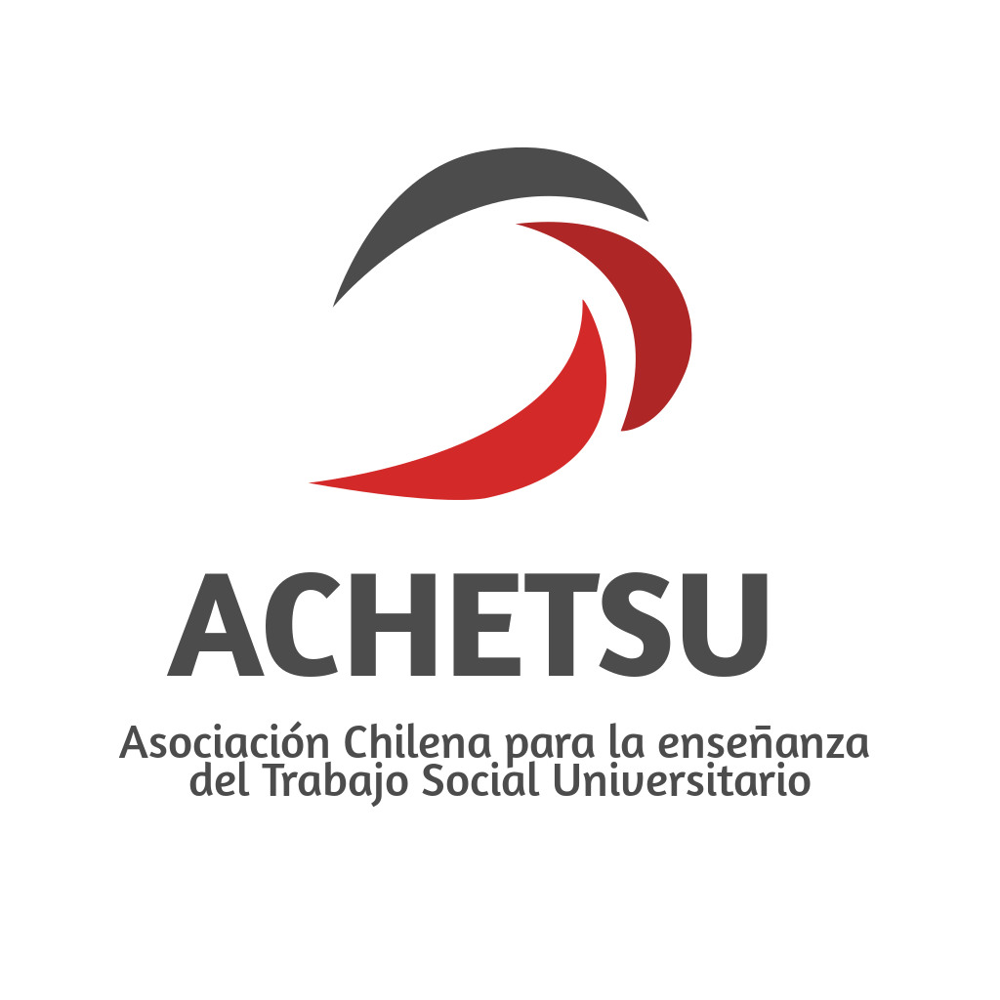 ACHETSU
Asociación Chilena para la enseñanza
del Trabajo Social Universitario